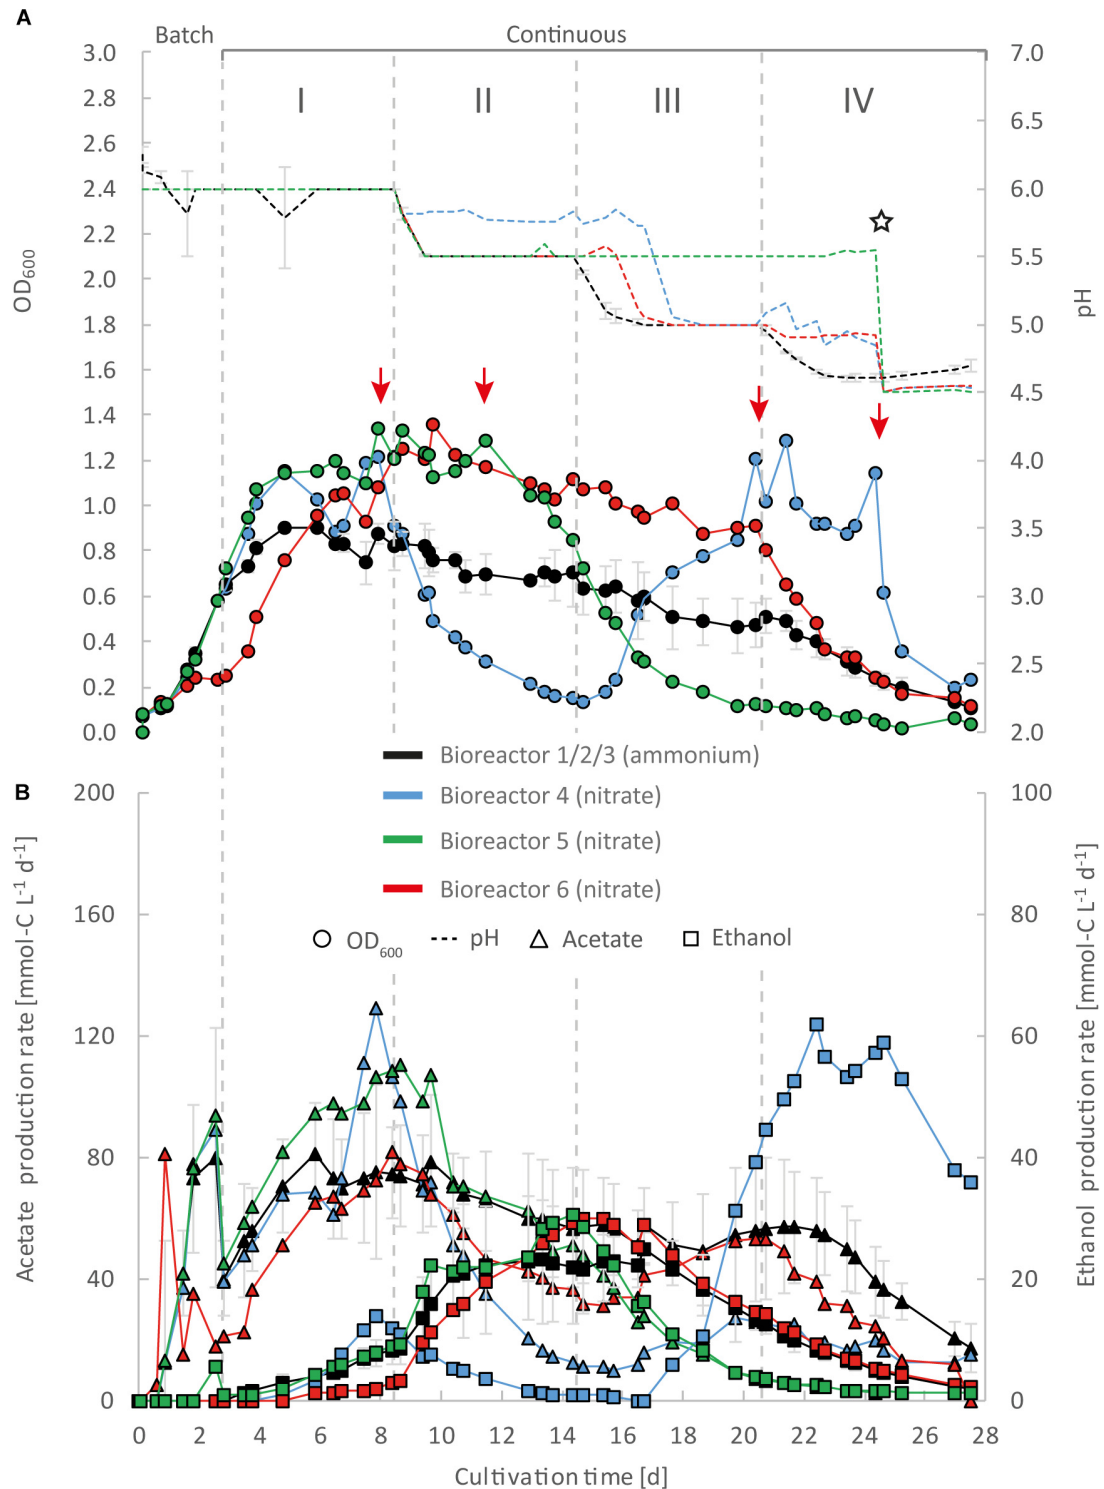 A
Batch
Continuous
I
II
III
IV
3.0
2.8
2.6
2.4
2.2
2.0
1.8
1.6
1.4
1.2
1.0
0.8
0.6
0.4
0.2
0.0
OD600
7.0
6.5
6.0
5.5
5.0
4.5
4.0
3.5
3.0
2.5
2.0
pH
Bioreactor 1/2/3 (ammonium)
Bioreactor 4 (nitrate)
Bioreactor 5 (nitrate)
Bioreactor 6 (nitrate)
OD600
pH
Acetate
Ethanol
B
200
160
120
80
40
0
Acetate production rate [mmol-C L-1 d-1]
100
80
60
40
20
0
Ethanol production rate [mmol-C L-1 d-1]
0 2 4 6 8 10 12 14 16 18 20 22 24 26 28
Cultivation time [d]